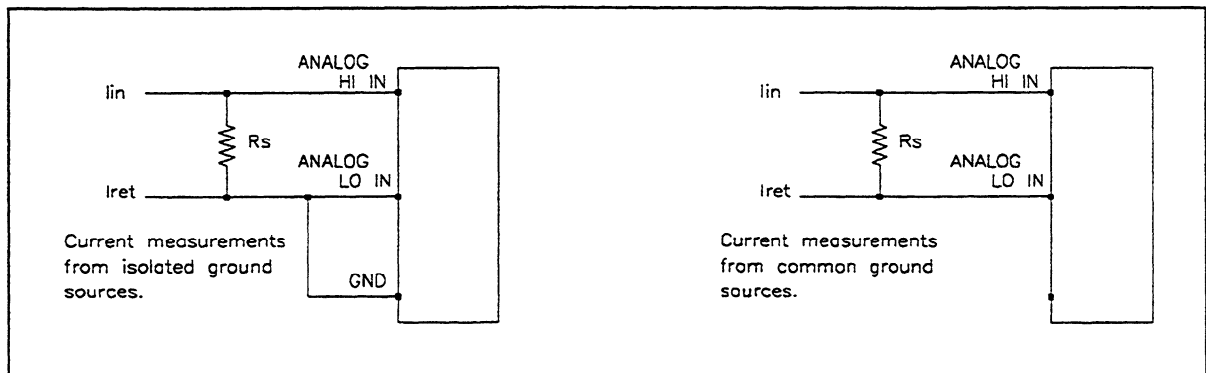 ANALOG
HI IN
Iin
Rs
ANALOG
LO IN
Iret
Current measurements
from isolated ground
sources.
GND
ANALOG
HI IN
Iin
Rs
ANALOG
LO IN
Iret
Current measurements
from common ground
sources.